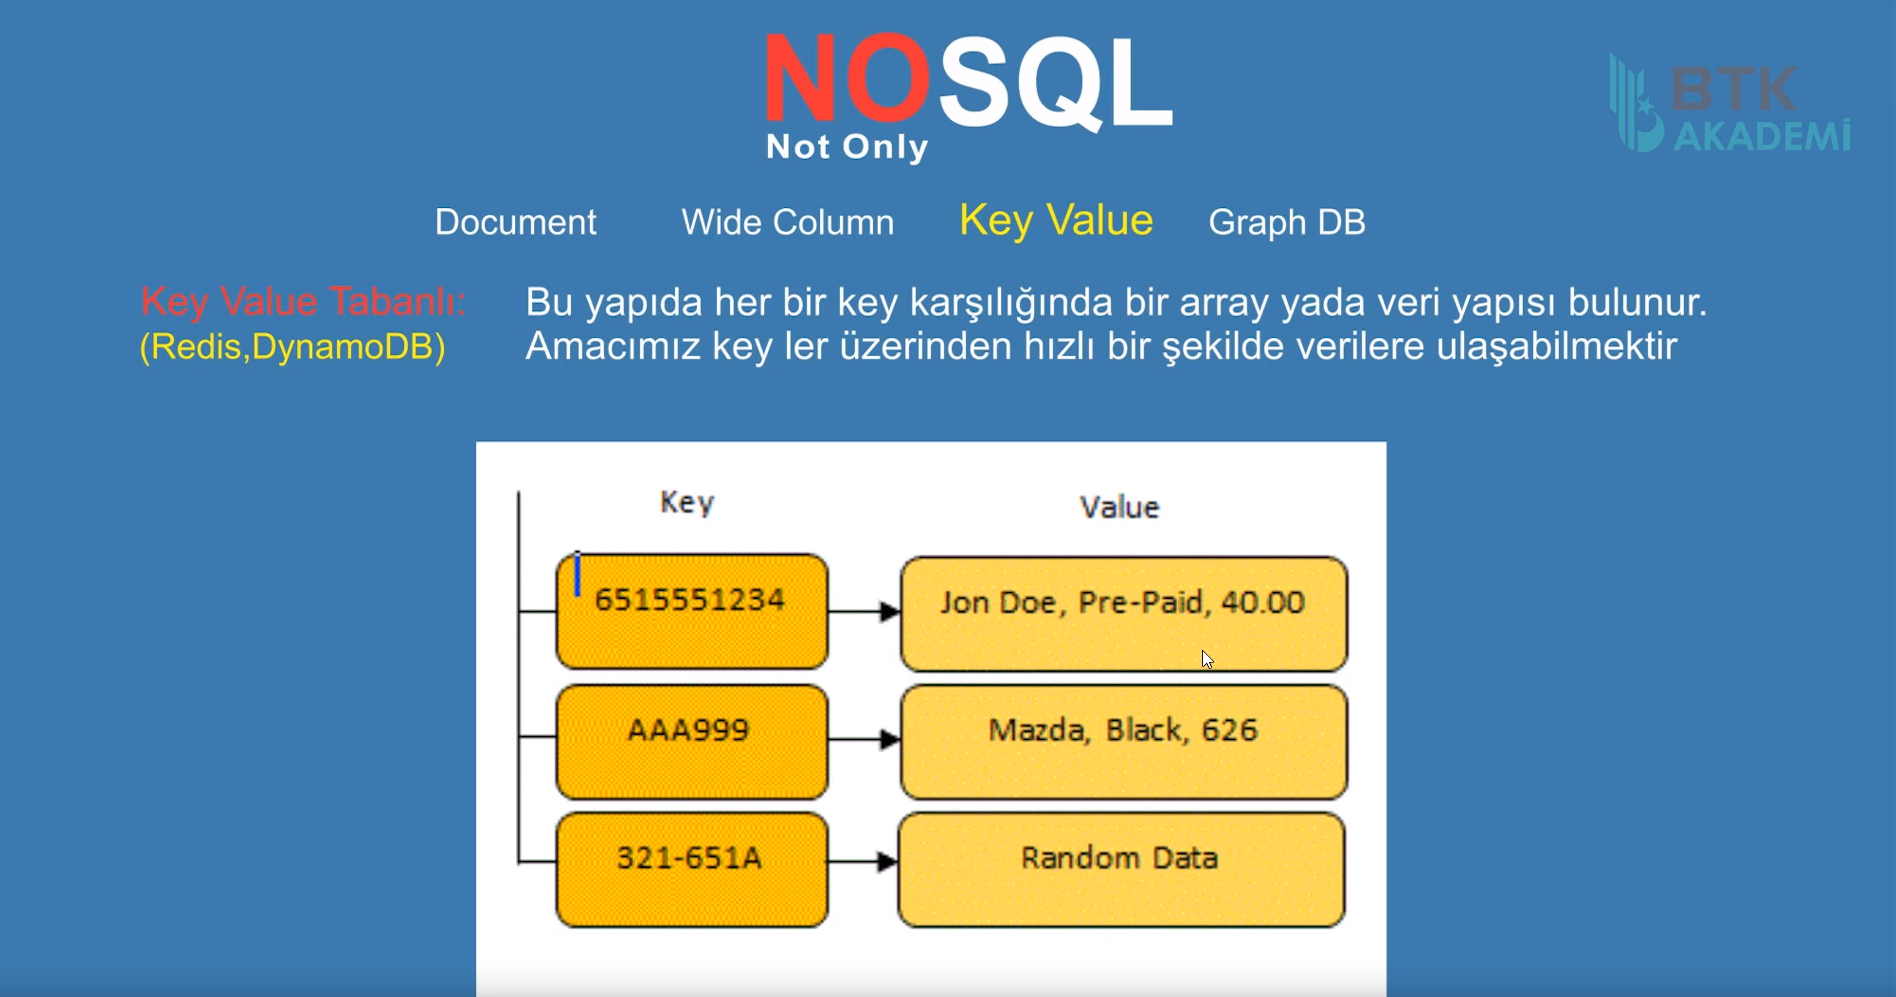 NOSQL
Not Only
BTK
AKADEMİ
Document Wide Column Key Value Graph DB
Key Value Tabanlı: Bu yapıda her bir key karşılığında bir array yada veri yapısı bulunur.
(Redis,DynamoDB) Amacımız key ler üzerinden hızlı bir şekilde verilere ulaşabilmektir
Key Value
6515551234 Jon Doe, Pre-Paid, 40.00
AAA999 Mazda, Black, 626
321-651A Random Data